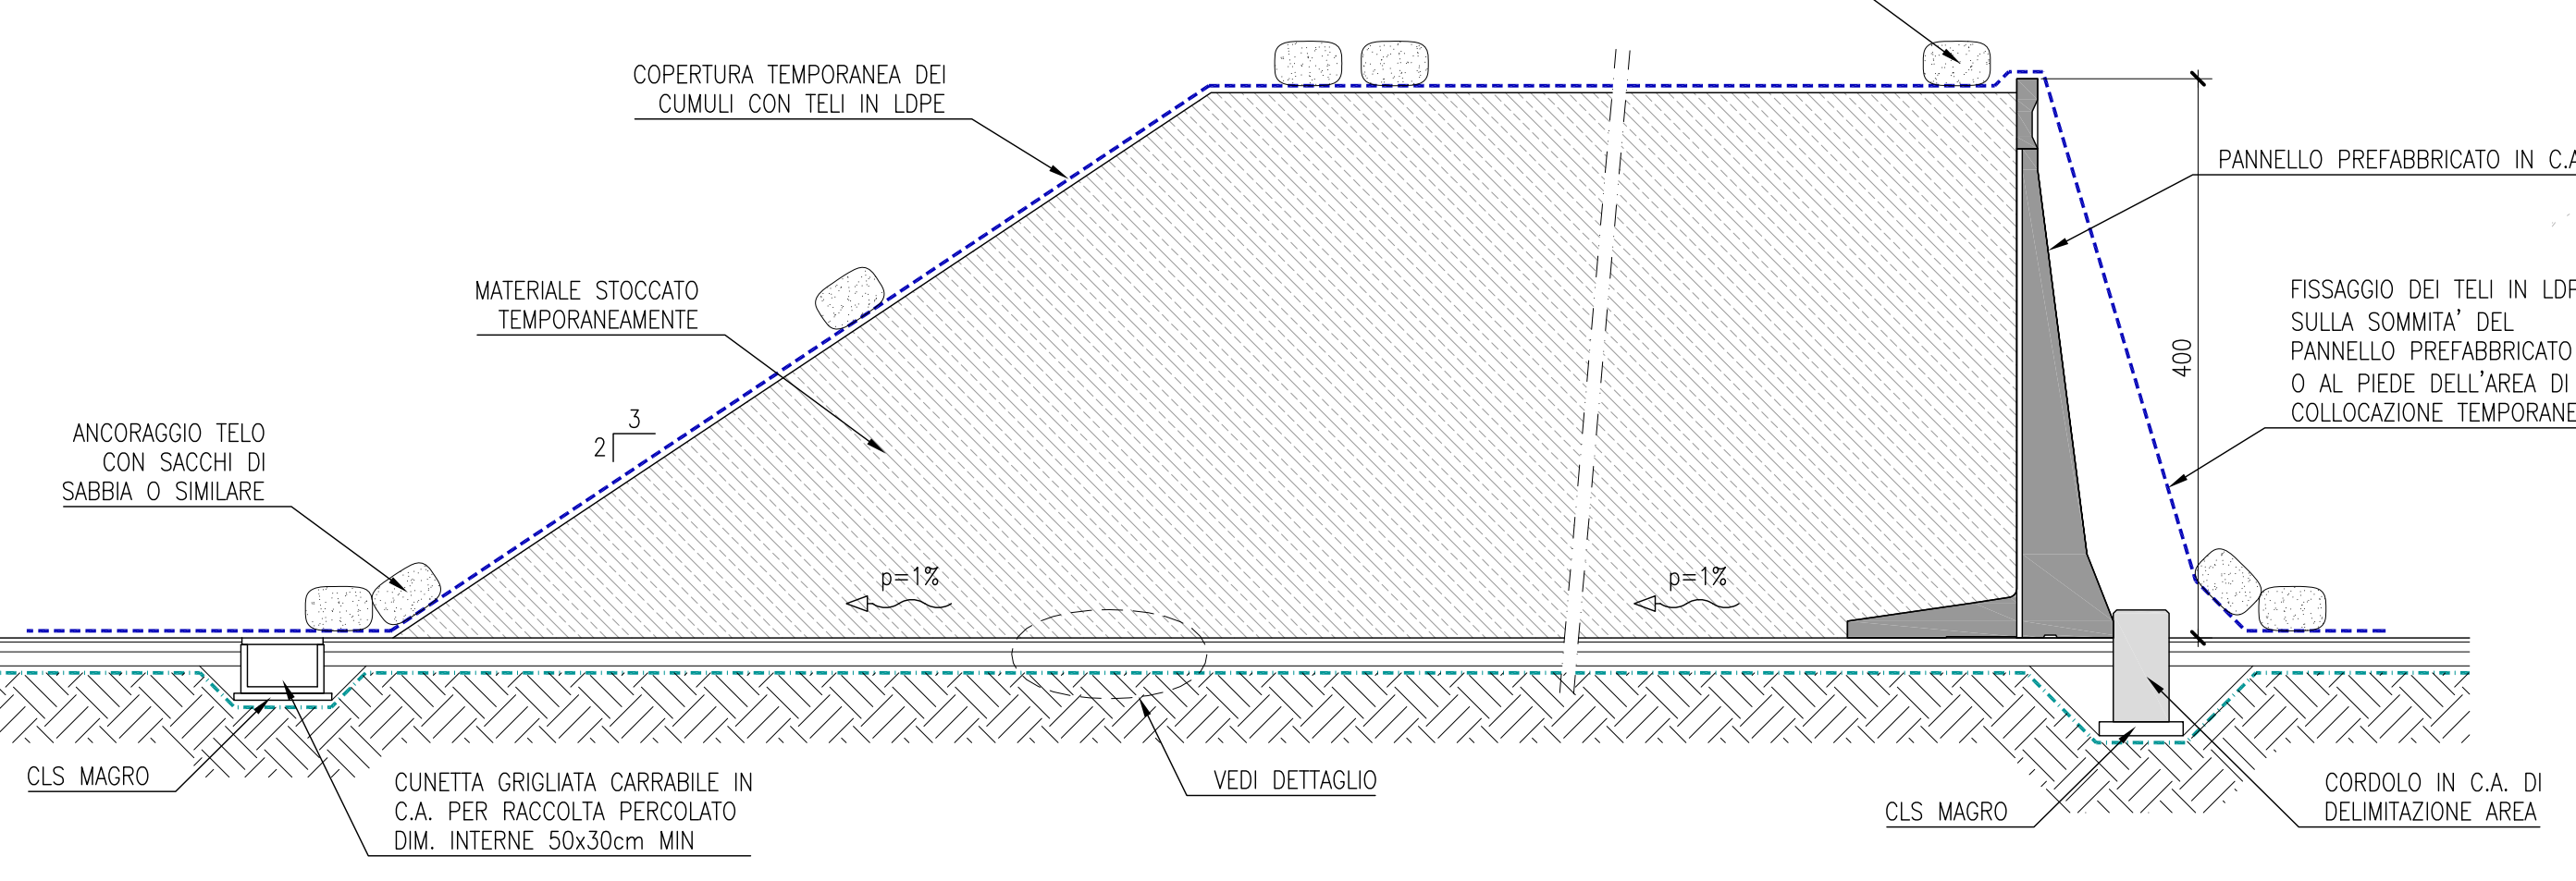 COPERTURA TEMPORANEA DEI
CUMULI CON TELI IN LDPE
PANNELLO PREFABBRICATO IN C.A
MATERIALE STOCCATO
TEMPORANEAMENTE
FISSAGGIO DEI TELI IN LDP
SULLA SOMMITA' DEL
PANNELLO PREFABBRICATO
O AL PIEDE DELL'AREA DI
COLLOCAZIONE TEMPORANE
400
3
2
ANCORAGGIO TELO
CON SACCHI DI
SABBIA O SIMILARE
p=1%
p=1%
CLS MAGRO
CUNETTA GRIGLIATA CARRABILE IN
C.A. PER RACCOLTA PERCOLATO
DIM. INTERNE 50x30cm MIN
VEDI DETTAGLIO
CLS MAGRO
CORDOLO IN C.A. DI
DELIMITAZIONE AREA